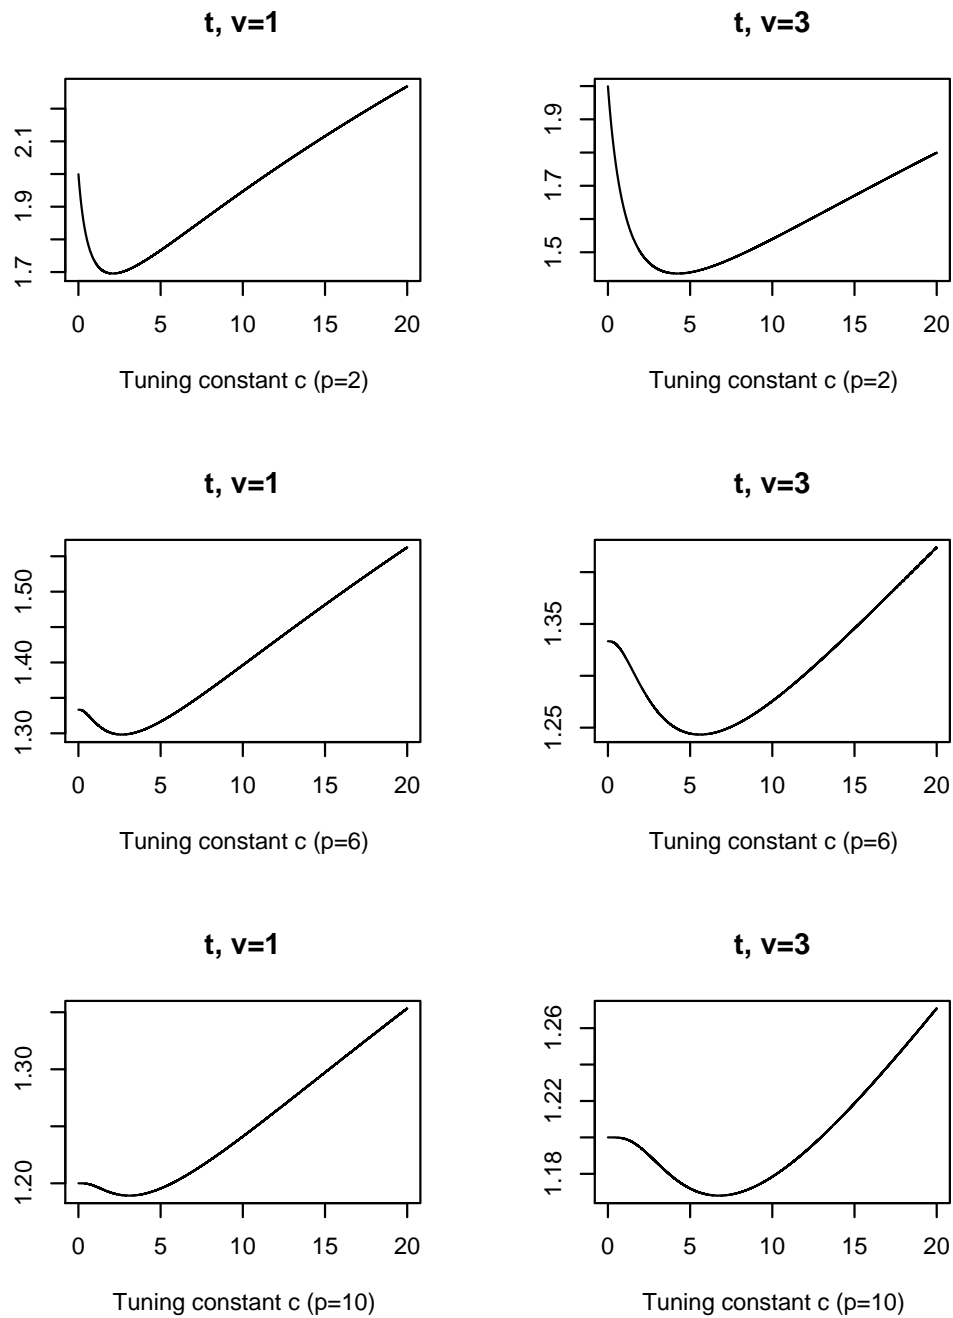 t, v=1
1.7 1.9 2.1
0 5 10 15 20
Tuning constant c (p=2)
t, v=3
1.5 1.7 1.9
0 5 10 15 20
Tuning constant c (p=2)
t, v=1
1.30 1.40 1.50
0 5 10 15 20
Tuning constant c (p=6)
t, v=3
1.25 1.35
0 5 10 15 20
Tuning constant c (p=6)
t, v=1
1.20 1.30
0 5 10 15 20
Tuning constant c (p=10)
t, v=3
1.18 1.22 1.26
0 5 10 15 20
Tuning constant c (p=10)